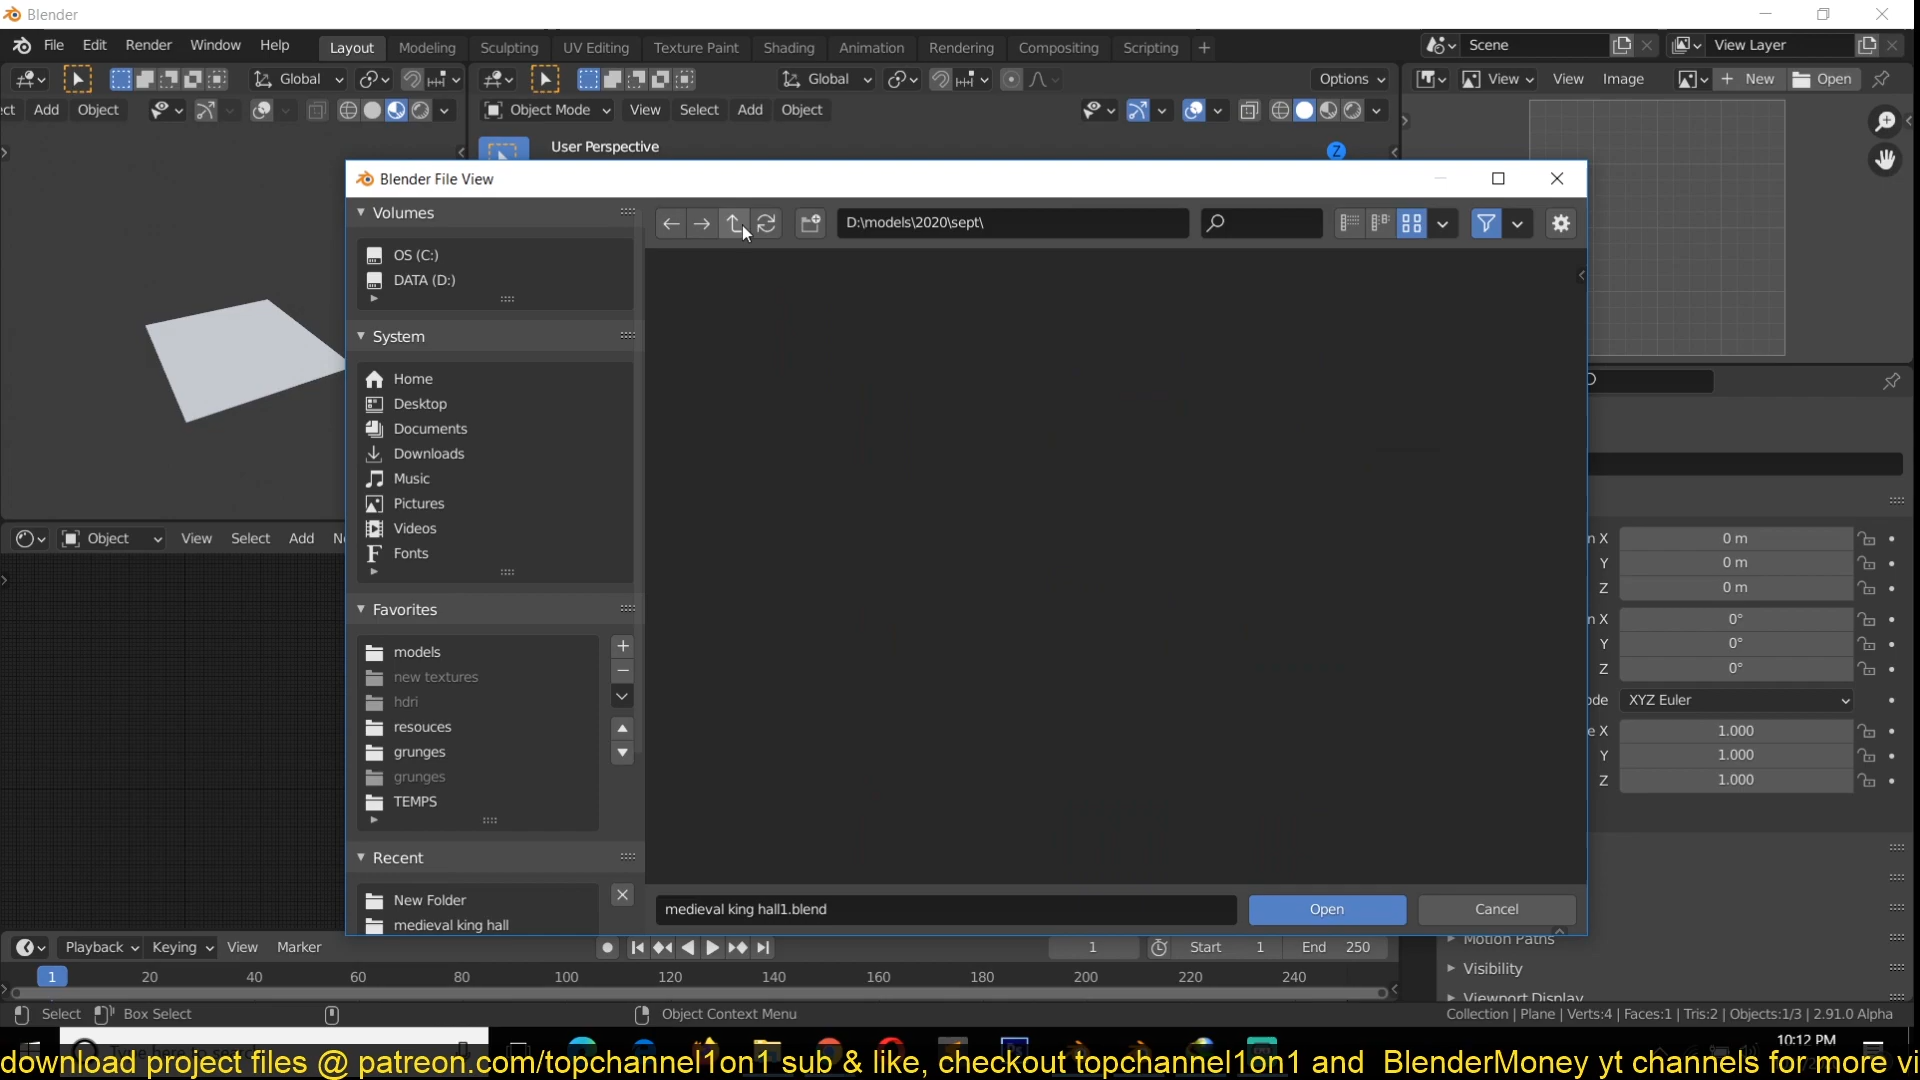 Blender
File Edit Render Window Help Layout Modeling Sculpting UV Editing Texture Paint Shading Animation Rendering Compositing Scripting + Scene View Layer
Global Global Options View View Image New Open
ect Add Object Object Mode View Select Add Object
User Perspective
Z
Blender File View
Volumes
D:\models\2020\sept\
OS (C:)
DATA (D:)
System
Home
Desktop
Documents
Downloads
Music
Pictures
Videos
Fonts
Favorites
models
new textures
hdri
resouces
grunges
grunges
TEMPS
Recent
New Folder
medieval king hall
medieval king hall1.blend Open Cancel
Object View Select Add N
n X 0 m
Y 0 m
Z 0 m
n X 0°
Y 0°
Z 0°
ode XYZ Euler
e X 1.000
Y 1.000
Z 1.000
Motion Paths
Visibility
Viewport Display
Playback Keying View Marker 1 Start 1 End 250
1 20 40 60 80 100 120 140 160 180 200 220 240
Select Box Select Object Context Menu Collection | Plane | Verts:4 | Faces:1 | Tris:2 | Objects:1/3 | 2.91.0 Alpha
10:12 PM
download project files @ patreon.com/topchannel1on1 sub & like, checkout topchannel1on1 and BlenderMoney yt channels for more vi